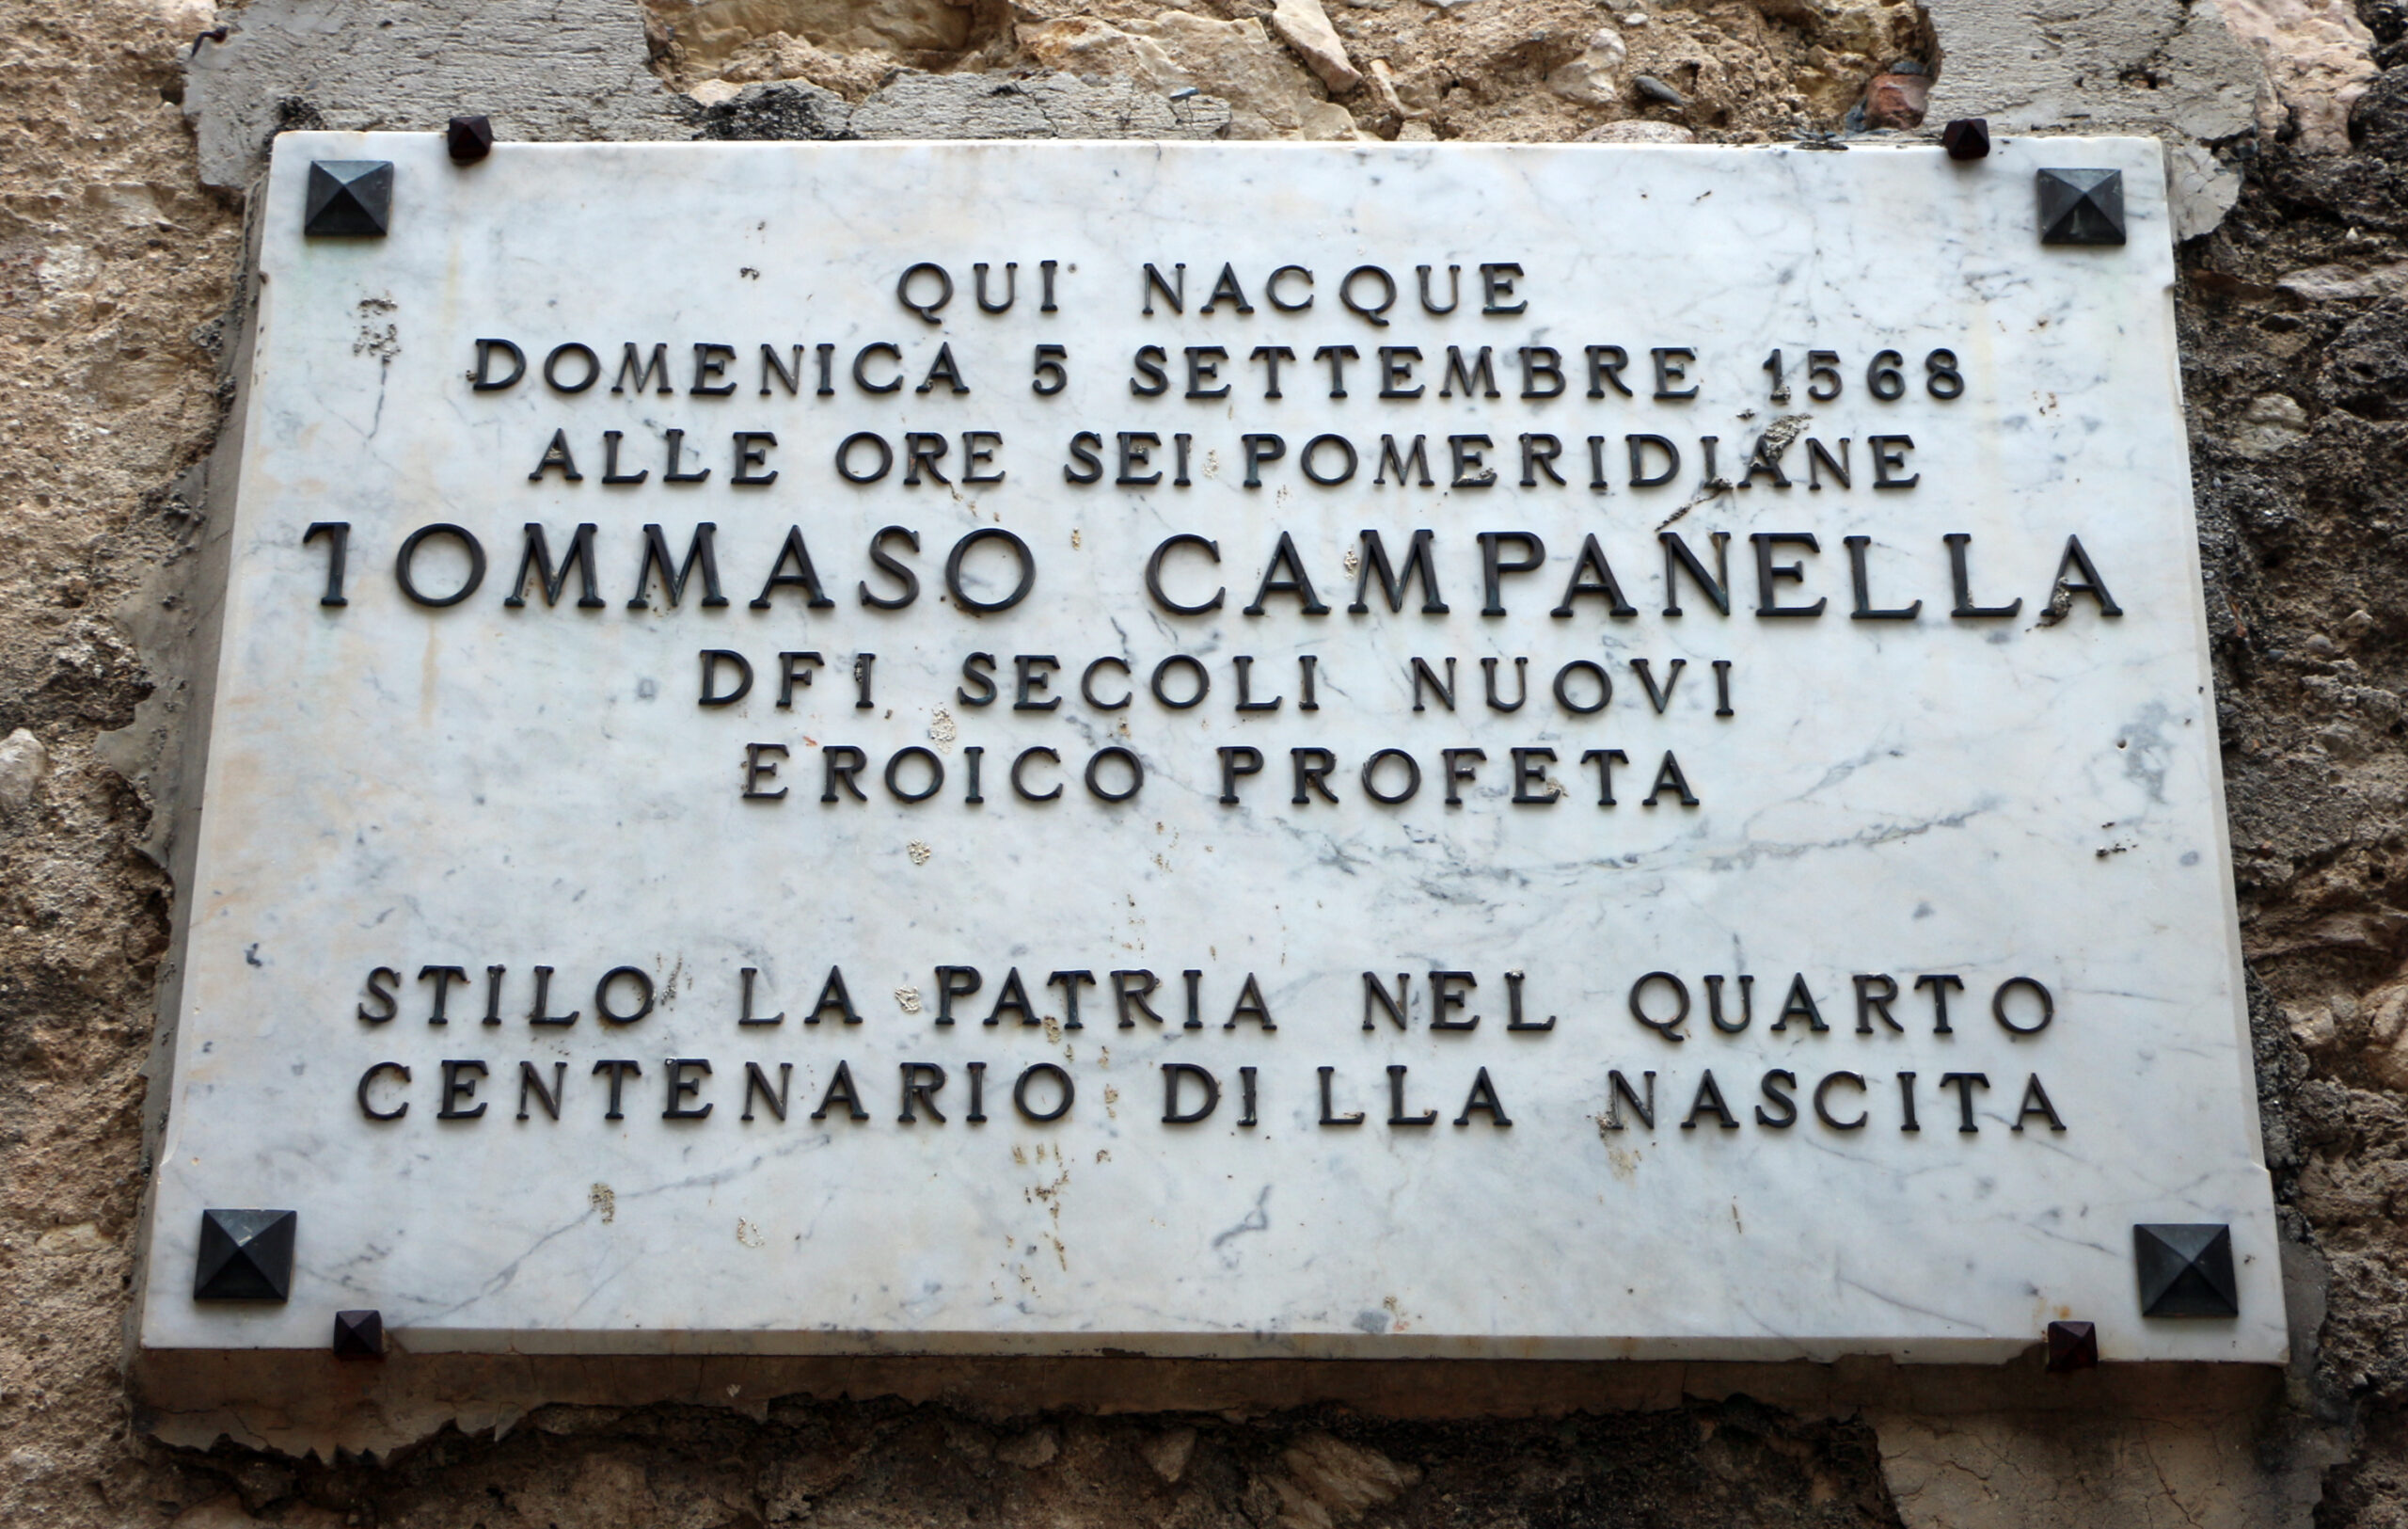 QUI NACQUE
DOMENICA 5 SETTEMBRE 1568
ALLE ORE SEI POMERIDIANE
TOMMASO CAMPANELLA
DFI SECOLI NUOVI
EROICO PROFETA
STILO LA PATRIA NEL QUARTO
CENTENARIO DI LLA NASCITA